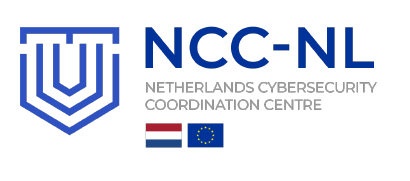 NCC-NL
NETHERLANDS CYBERSECURITY
COORDINATION CENTRE